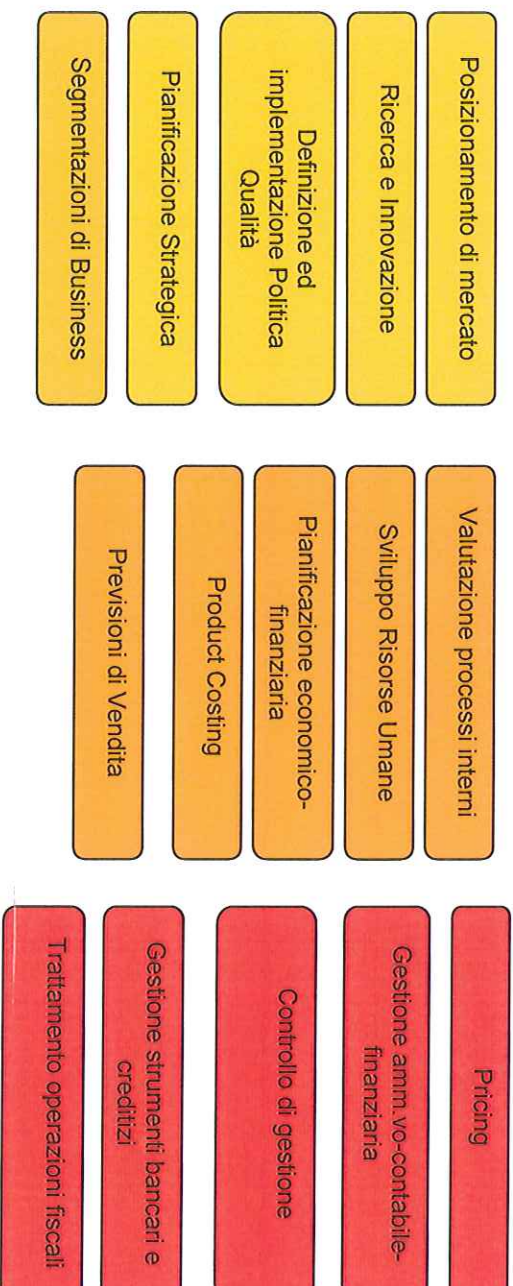 Posizionamento di mercato
Ricerca e Innovazione
Definizione ed
implementazione Politica
Qualità
Pianificazione Strategica
Segmentazioni di Business
Valutazione processi interni
Sviluppo Risorse Umane
Pianificazione economico-
finanziaria
Product Costing
Previsioni di Vendita
Pricing
Gestione amm.vo-contabile-
finanziaria
Controllo di gestione
Gestione strumenti bancari e
creditizi
Trattamento operazioni fiscali